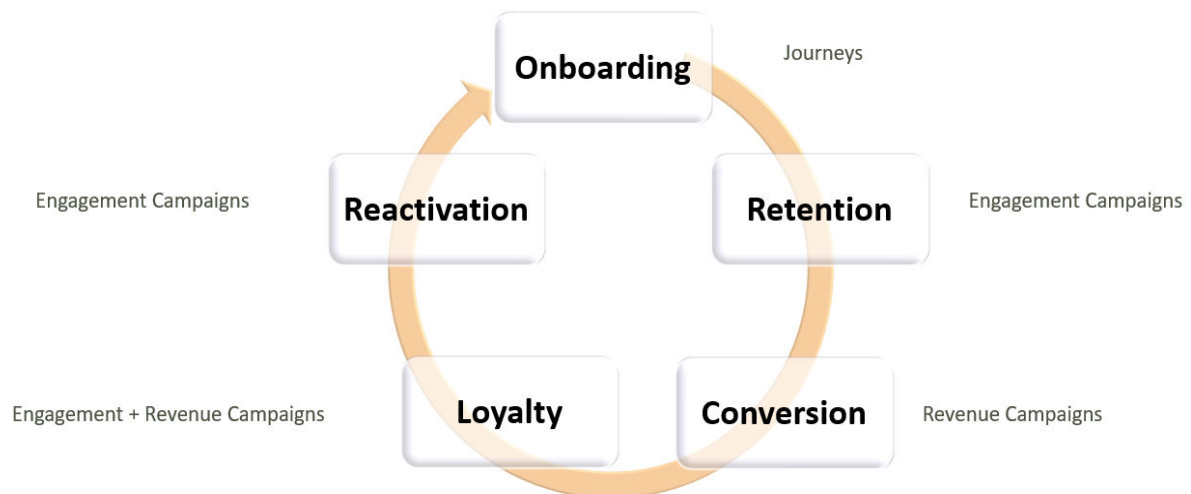 Onboarding
Journeys
Reactivation
Engagement Campaigns
Retention
Engagement Campaigns
Loyalty
Engagement + Revenue Campaigns
Conversion
Revenue Campaigns